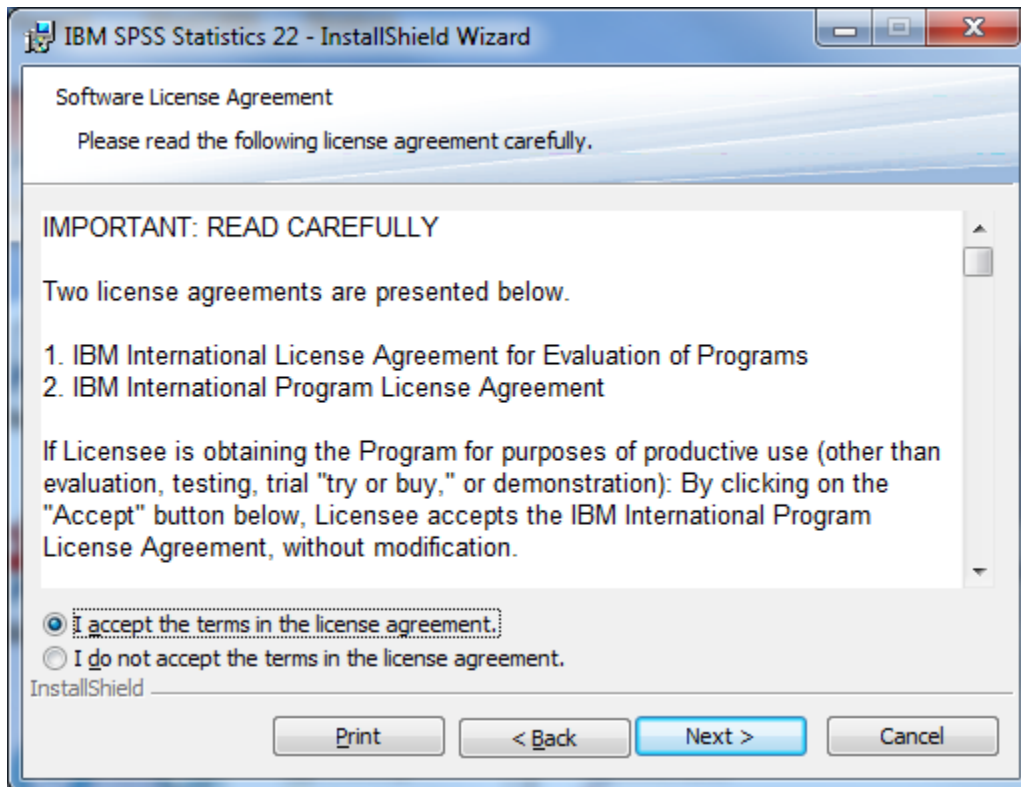 IBM SPSS Statistics 22 - InstallShield Wizard
Software License Agreement
Please read the following license agreement carefully.
IMPORTANT: READ CAREFULLY
Two license agreements are presented below.
1. IBM International License Agreement for Evaluation of Programs
2. IBM International Program License Agreement
If Licensee is obtaining the Program for purposes of productive use (other than
evaluation, testing, trial "try or buy," or demonstration): By clicking on the
"Accept" button below, Licensee accepts the IBM International Program
License Agreement, without modification.
I accept the terms in the license agreement.
I do not accept the terms in the license agreement.
InstallShield
Print
< Back
Next >
Cancel